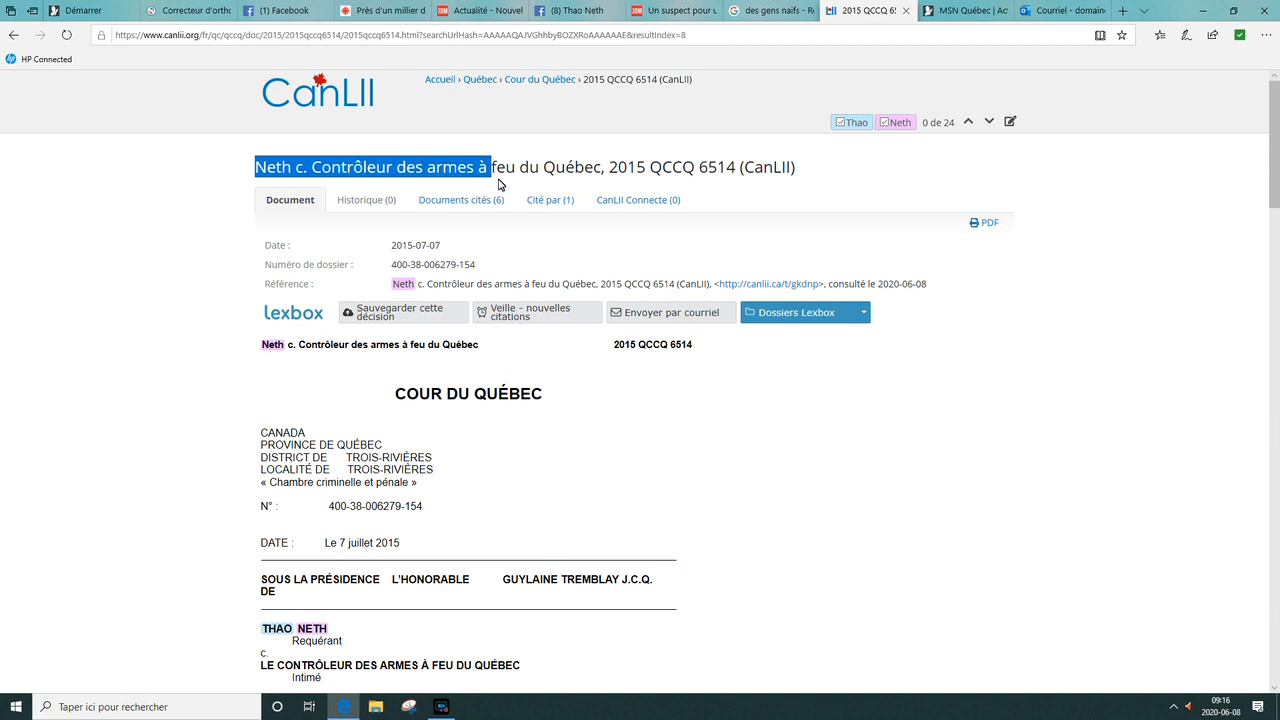 Démarrer
Correcteur d'ortho
(1) Facebook
Près d'un millier d
Actualité - Nouvel
(8) Thao Neth
Un suspect pour u
des gens naifs - R
2015 QCCQ 65
MSN Québec | Ac
Courriel - domaine
https://www.canlii.org/fr/qc/qccq/doc/2015/2015qccq6514/2015qccq6514.html?searchUrlHash=AAAAAQAJVGhhbyBOZXRoAAAAAAE&resultIndex=8
HP Connected
CanLII
Accueil › Québec › Cour du Québec › 2015 QCCQ 6514 (CanLII)
Thao Neth 0 de 24
Neth c. Contrôleur des armes à feu du Québec, 2015 QCCQ 6514 (CanLII)
Document Historique (0) Documents cités (6) Cité par (1) CanLII Connecte (0)
PDF
Date : 2015-07-07
Numéro de dossier : 400-38-006279-154
Référence : Neth c. Contrôleur des armes à feu du Québec, 2015 QCCQ 6514 (CanLII), <http://canlii.ca/t/gkdnp>, consulté le 2020-06-08
lexbox
Sauvegarder cette décision
Veille - nouvelles citations
Envoyer par courriel
Dossiers Lexbox
Neth c. Contrôleur des armes à feu du Québec 2015 QCCQ 6514
COUR DU QUÉBEC
CANADA
PROVINCE DE QUÉBEC
DISTRICT DE TROIS-RIVIÈRES
LOCALITÉ DE TROIS-RIVIÈRES
« Chambre criminelle et pénale »
N° : 400-38-006279-154
DATE : Le 7 juillet 2015
SOUS LA PRÉSIDENCE L'HONORABLE GUYLAINE TREMBLAY J.C.Q.
DE
THAO NETH
Requérant
c.
LE CONTRÔLEUR DES ARMES À FEU DU QUÉBEC
Intimé
Taper ici pour rechercher
09:16
2020-06-08